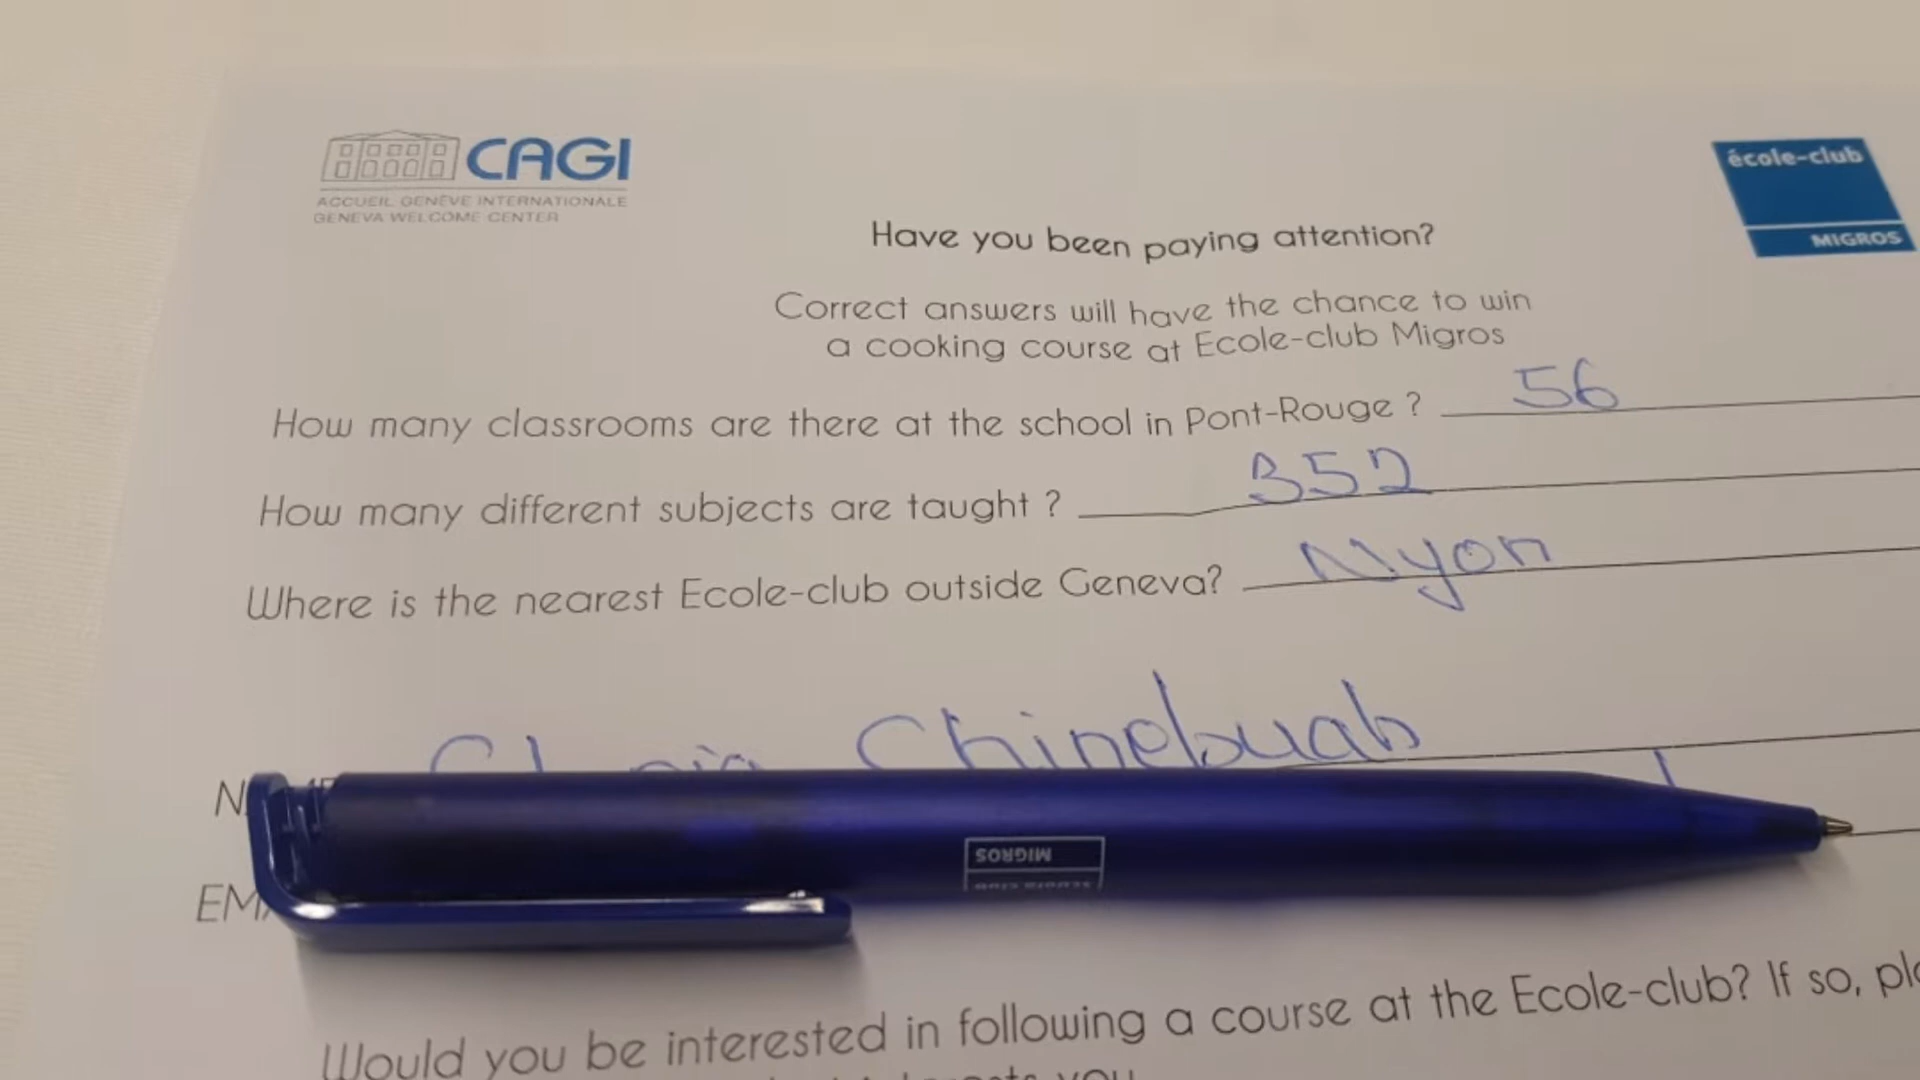 CAGI
ACCUEIL GENÈVE INTERNATIONALE
GENEVA WELCOME CENTER
école-club
MIGROS
Have you been paying attention?
Correct answers will have the chance to win
a cooking course at Ecole-club Migros
How many classrooms are there at the school in Pont-Rouge ? 56
How many different subjects are taught ? 352
Where is the nearest Ecole-club outside Geneva? Nyon
Chinebuah
MIGROS
Would you be interested in following a course at the Ecole-club? If so,
you